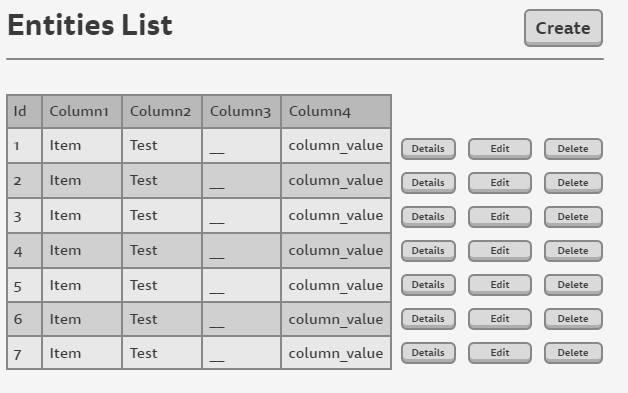 Entities List Create
Id Column1 Column2 Column3 Column4
1 Item Test __ column_value Details Edit Delete
2 Item Test __ column_value Details Edit Delete
3 Item Test __ column_value Details Edit Delete
4 Item Test __ column_value Details Edit Delete
5 Item Test __ column_value Details Edit Delete
6 Item Test __ column_value Details Edit Delete
7 Item Test __ column_value Details Edit Delete